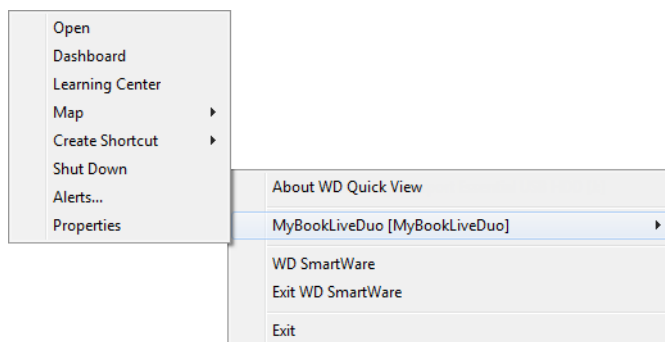 Open
Dashboard
Learning Center
Map
Create Shortcut
Shut Down
Alerts...
Properties
About WD Quick View
MyBookLiveDuo [MyBookLiveDuo]
WD SmartWare
Exit WD SmartWare
Exit